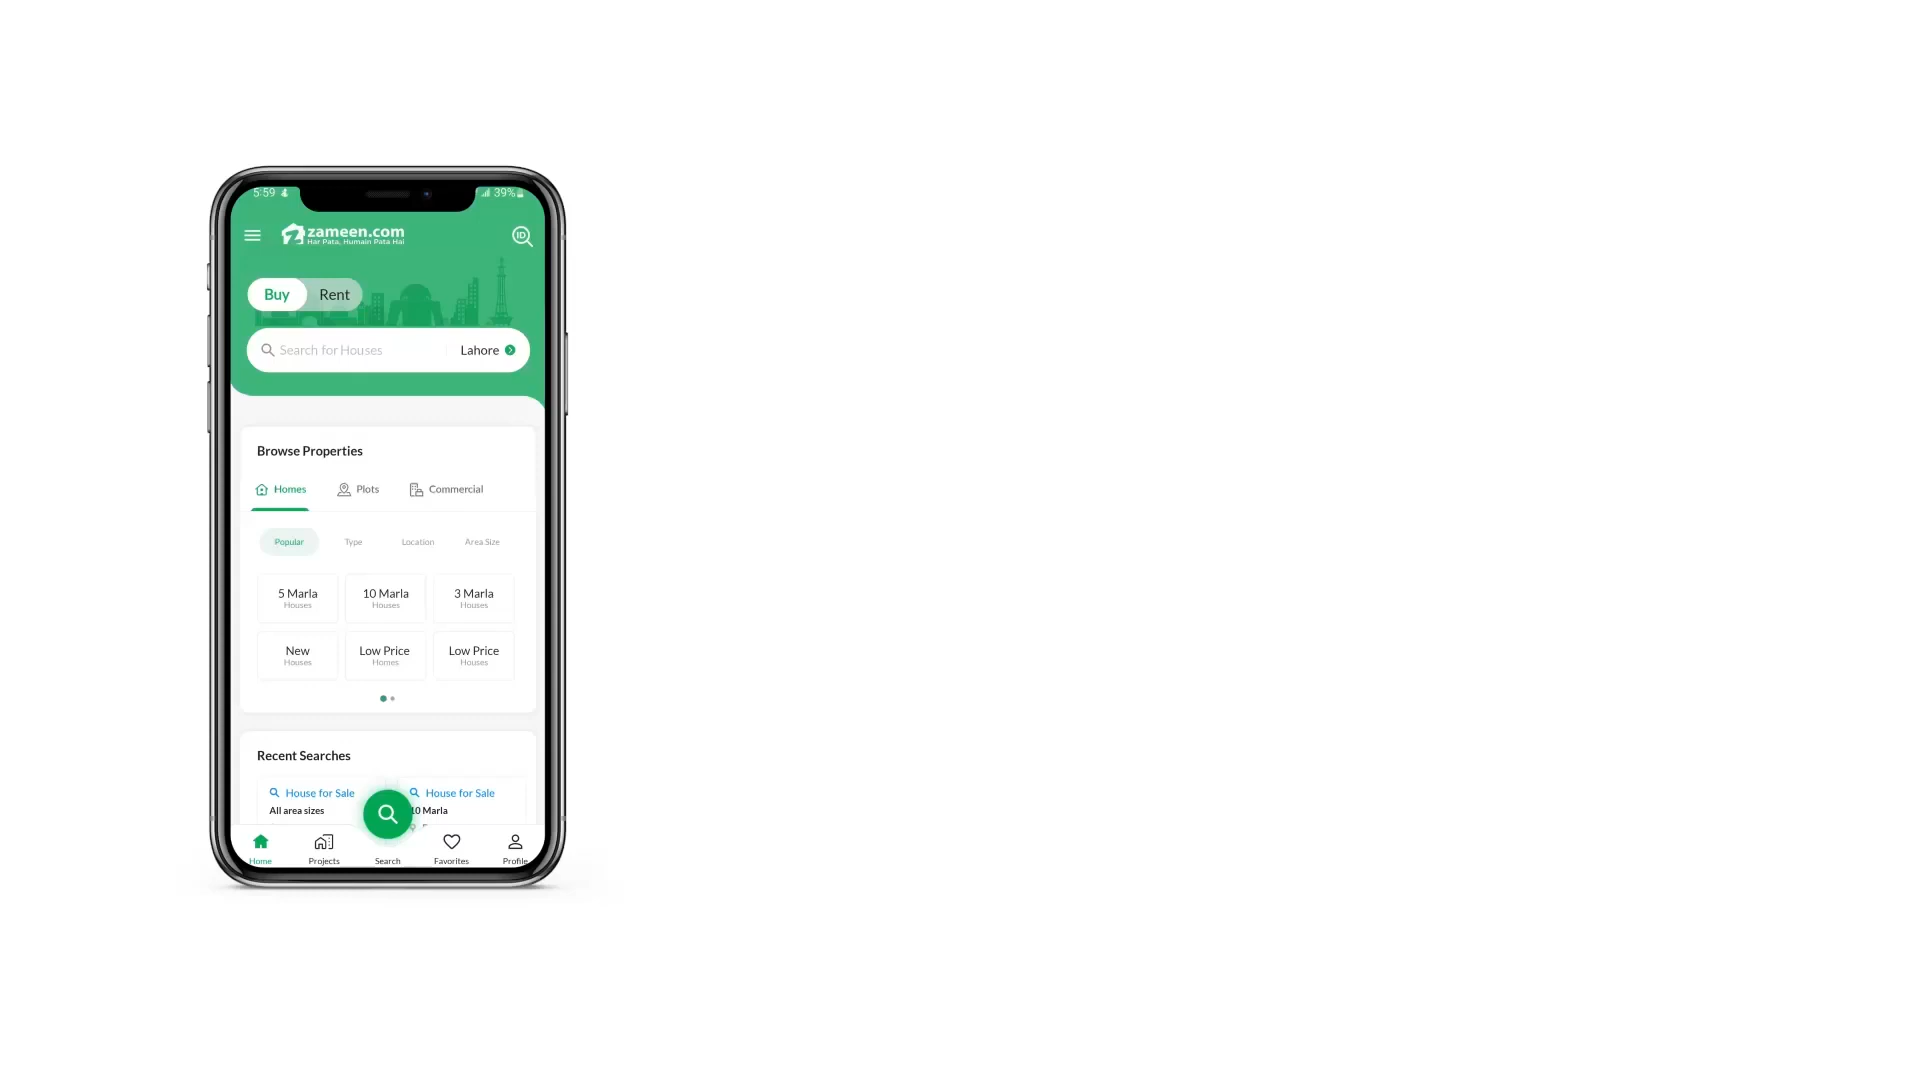 5:59 39%
zameen.com
Har Pata, Humain Pata Hai
ID
Buy Rent
Search for Houses Lahore
Browse Properties
Homes Plots Commercial
Popular Type Location Area Size
5 Marla 10 Marla 3 Marla
Houses Houses Houses
New Low Price Low Price
Houses Homes Houses
Recent Searches
House for Sale House for Sale
All area sizes 10 Marla
Home Projects Search Favorites Profile